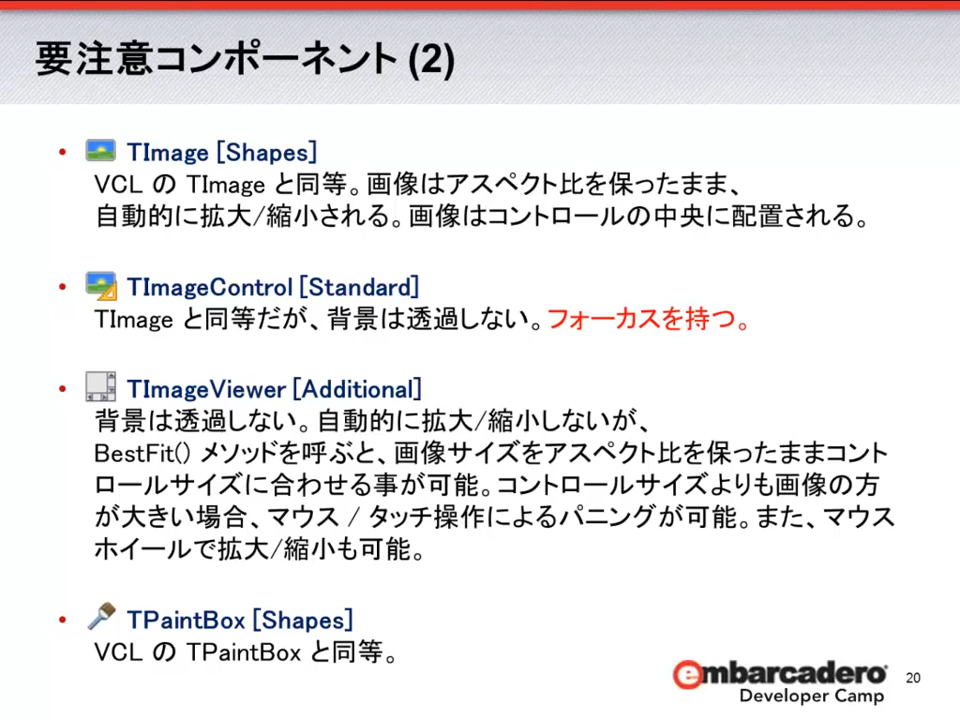 要注意コンポーネント (2)
• TImage [Shapes]
VCL の TImage と同等。画像はアスペクト比を保ったまま、
自動的に拡大/縮小される。画像はコントロールの中央に配置される。
• TImageControl [Standard]
TImage と同等だが、背景は透過しない。フォーカスを持つ。
• TImageViewer [Additional]
背景は透過しない。自動的に拡大/縮小しないが、
BestFit() メソッドを呼ぶと、画像サイズをアスペクト比を保ったままコント
ロールサイズに合わせる事が可能。コントロールサイズよりも画像の方
が大きい場合、マウス / タッチ操作によるパニングが可能。また、マウス
ホイールで拡大/縮小も可能。
• TPaintBox [Shapes]
VCL の TPaintBox と同等。
embarcadero®
Developer Camp
20